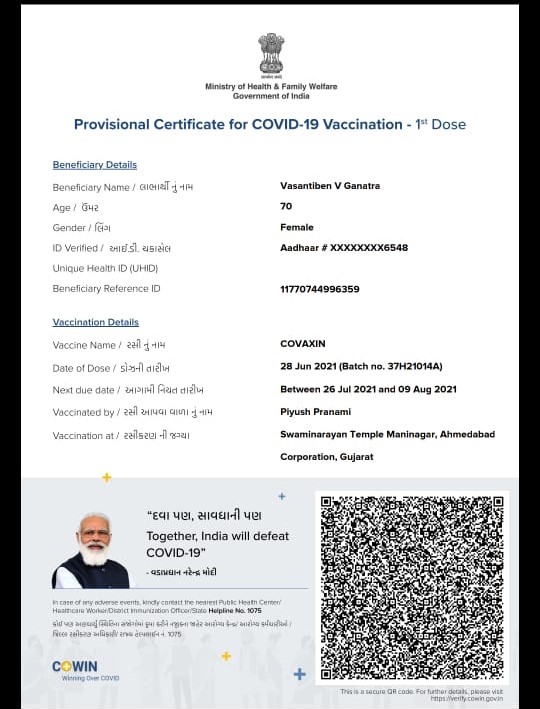 सत्यमेव जयते
Ministry of Health & Family Welfare
Government of India
Provisional Certificate for COVID-19 Vaccination - 1st Dose
Beneficiary Details
Beneficiary Name / લાભાર્થી નું નામ Vasantiben V Ganatra
Age / ઉંમર 70
Gender / લિંગ Female
ID Verified / આઈ.ડી. ચકાસેલ Aadhaar # XXXXXXXX6548
Unique Health ID (UHID)
Beneficiary Reference ID 11770744996359
Vaccination Details
Vaccine Name / રસી નું નામ COVAXIN
Date of Dose / ડોઝની તારીખ 28 Jun 2021 (Batch no. 37H21014A)
Next due date / આગામી નિયત તારીખ Between 26 Jul 2021 and 09 Aug 2021
Vaccinated by / રસી આપવા વાળા નું નામ Piyush Pranami
Vaccination at / રસીકરણ ની જગ્યા Swaminarayan Temple Maninagar, Ahmedabad
Corporation, Gujarat
“દવા પણ, સાવધાની પણ
Together, India will defeat
COVID-19”
- વડાપ્રધાન નરેન્દ્ર મોદી
In case of any adverse events, kindly contact the nearest Public Health Center/
Healthcare Worker/District Immunization Officer/State Helpline No. 1075
કોઈ પણ અણધાર્યુ સ્થિતિના સંજોગોમાં કૃપા કરીને નજીકના જાહેર આરોગ્ય કેન્દ્ર/ આરોગ્ય કર્મચારીઓ /
જિલ્લા રસીકરણ અધિકારી/ રાજ્ય હેલ્પલાઈન નં. 1075
COWIN
Winning Over COVID
This is a secure QR code. For further details, please visit
https://verify.cowin.gov.in